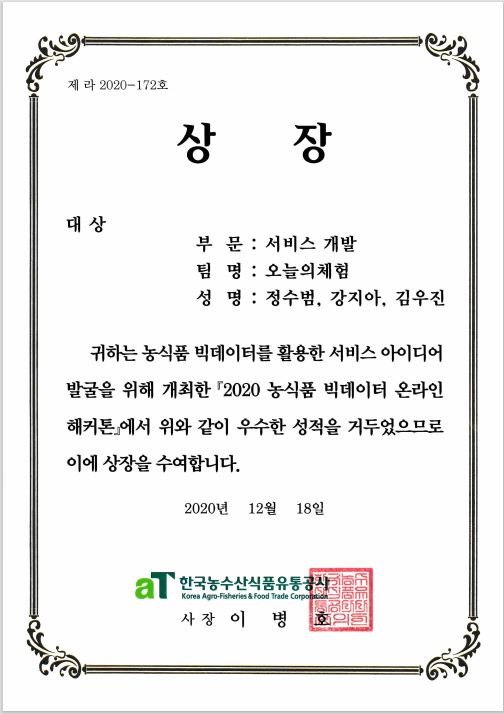 제 라 2020-172호
상 장
대 상
부 문 : 서비스 개발
팀 명 : 오늘의체험
성 명 : 정수범, 강지아, 김우진
귀하는 농식품 빅데이터를 활용한 서비스 아이디어
발굴을 위해 개최한 『2020 농식품 빅데이터 온라인
해커톤』에서 위와 같이 우수한 성적을 거두었으므로
이에 상장을 수여합니다.
2020년 12월 18일
aT 한국농수산식품유통공사
Korea Agro-Fisheries & Food Trade Corporation
사 장 이 병 호